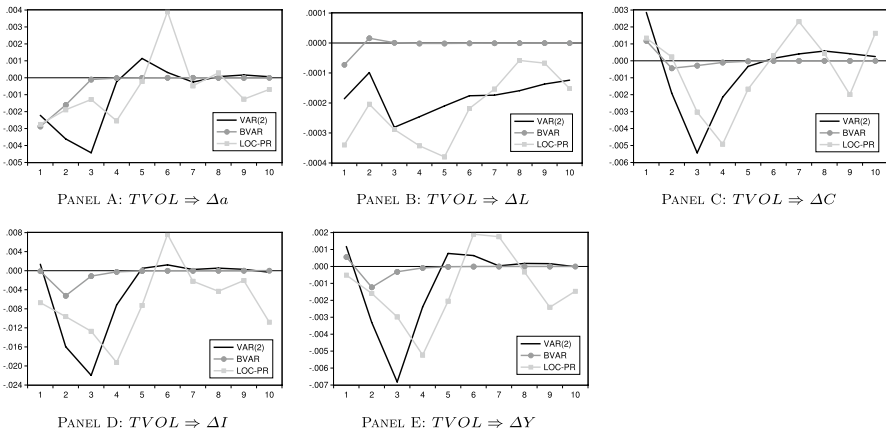 .004
.003
.002
.001
.000
-.001
-.002
-.003
-.004
-.005
1 2 3 4 5 6 7 8 9 10
VAR(2)
BVAR
LOC-PR
PANEL A: TVOL ⇒ Δa
.0001
.0000
-.0001
-.0002
-.0003
-.0004
1 2 3 4 5 6 7 8 9 10
VAR(2)
BVAR
LOC-PR
PANEL B: TVOL ⇒ ΔL
.003
.002
.001
.000
-.001
-.002
-.003
-.004
-.005
-.006
1 2 3 4 5 6 7 8 9 10
VAR(2)
BVAR
LOC-PR
PANEL C: TVOL ⇒ ΔC
.008
.004
.000
-.004
-.008
-.012
-.016
-.020
-.024
1 2 3 4 5 6 7 8 9 10
VAR(2)
BVAR
LOC-PR
PANEL D: TVOL ⇒ ΔI
.002
.001
.000
-.001
-.002
-.003
-.004
-.005
-.006
-.007
1 2 3 4 5 6 7 8 9 10
VAR(2)
BVAR
LOC-PR
PANEL E: TVOL ⇒ ΔY